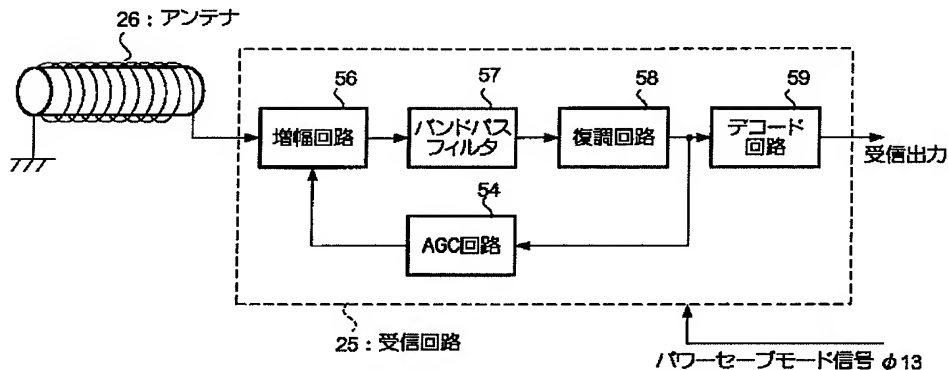 26：アンテナ
56
57
58
59
増幅回路
バンドパス
フィルタ
復調回路
デコード
回路
受信出力
54
AGC回路
25：受信回路
パワーセーブモード信号 φ13